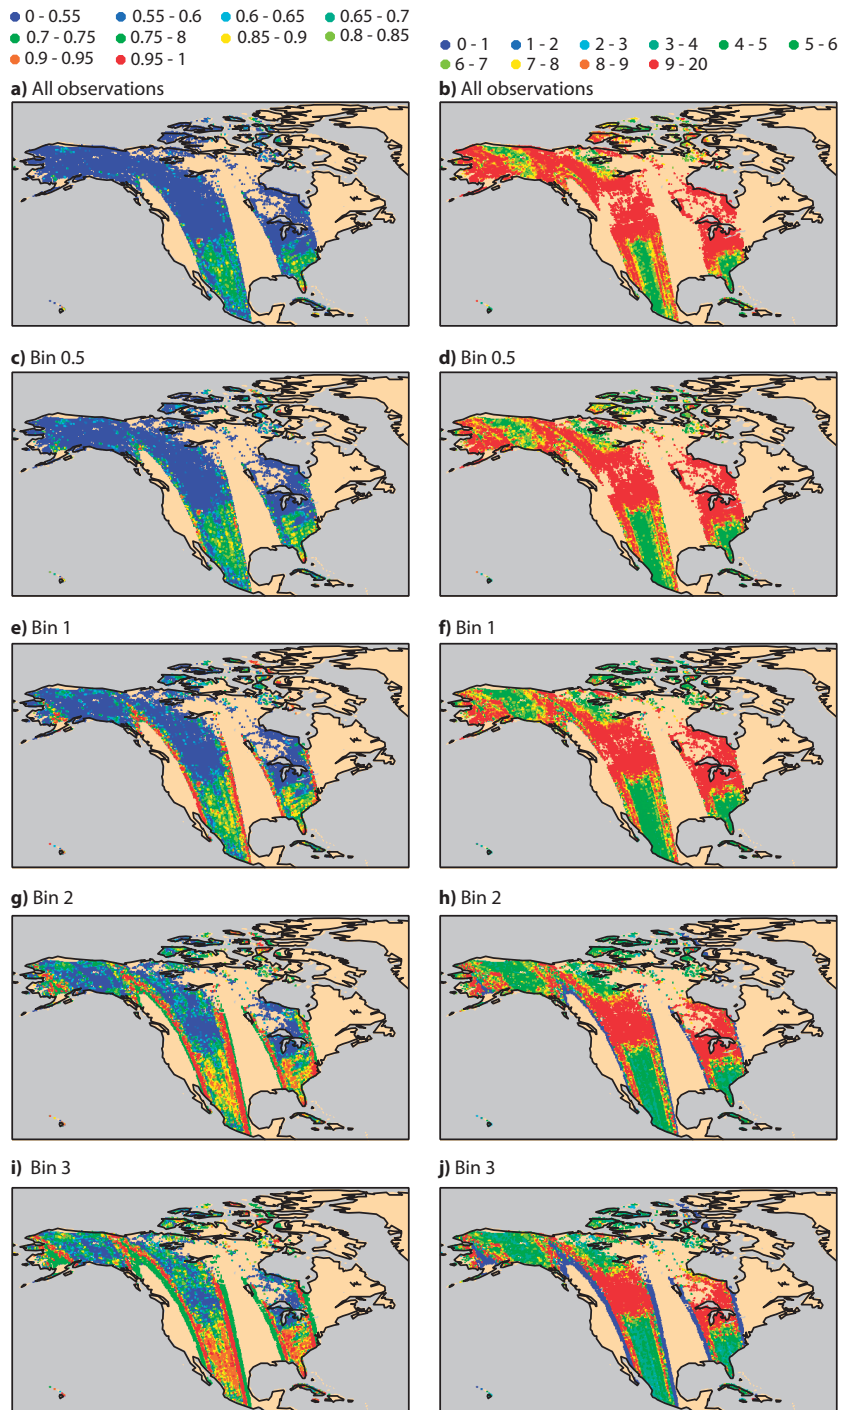 0 - 0.55 0.55 - 0.6 0.6 - 0.65 0.65 - 0.7
0.7 - 0.75 0.75 - 8 0.85 - 0.9 0.8 - 0.85
0.9 - 0.95 0.95 - 1
0 - 1 1 - 2 2 - 3 3 - 4 4 - 5 5 - 6
6 - 7 7 - 8 8 - 9 9 - 20
a) All observations
b) All observations
c) Bin 0.5
d) Bin 0.5
e) Bin 1
f) Bin 1
g) Bin 2
h) Bin 2
i) Bin 3
j) Bin 3